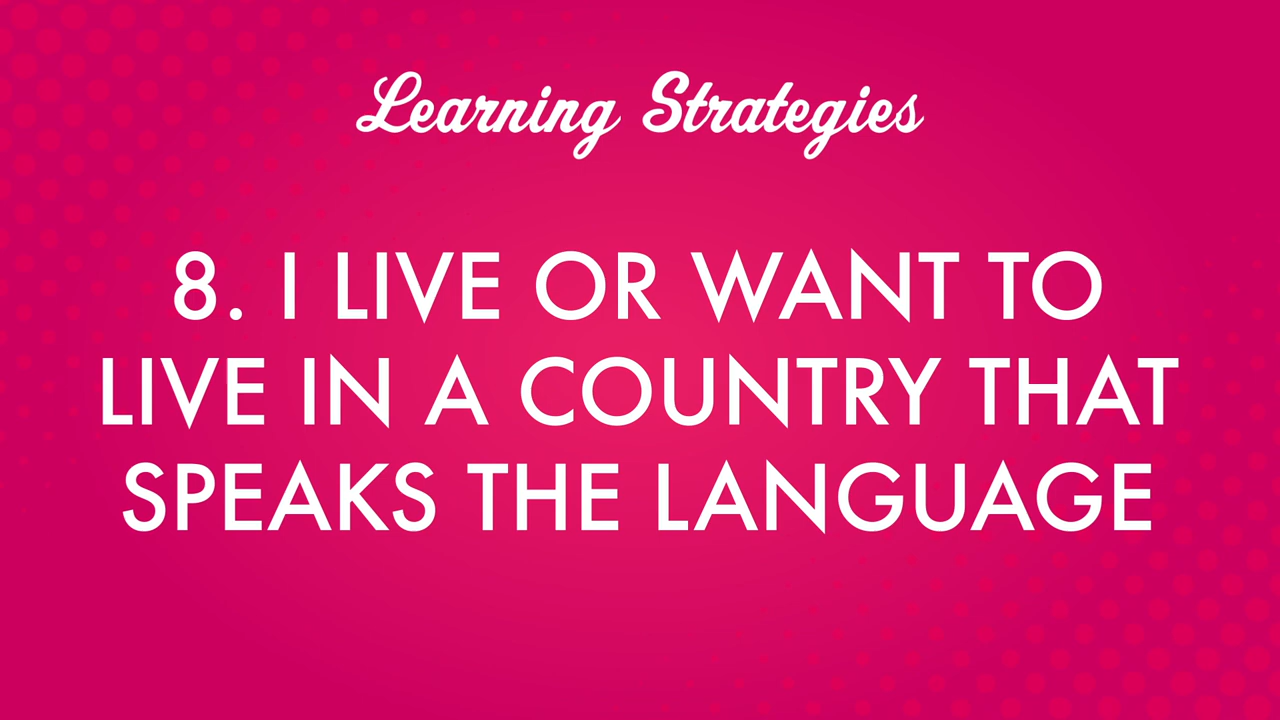 Learning Strategies
8. I LIVE OR WANT TO
LIVE IN A COUNTRY THAT
SPEAKS THE LANGUAGE